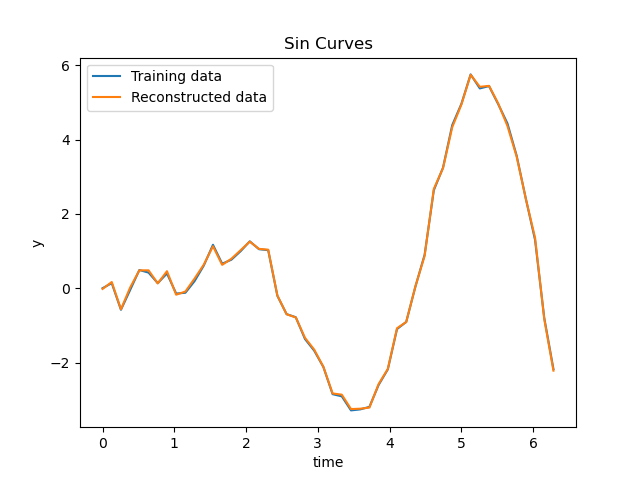 Sin Curves
Training data
Reconstructed data
6
4
2
0
−2
y
0
1
2
3
4
5
6
time